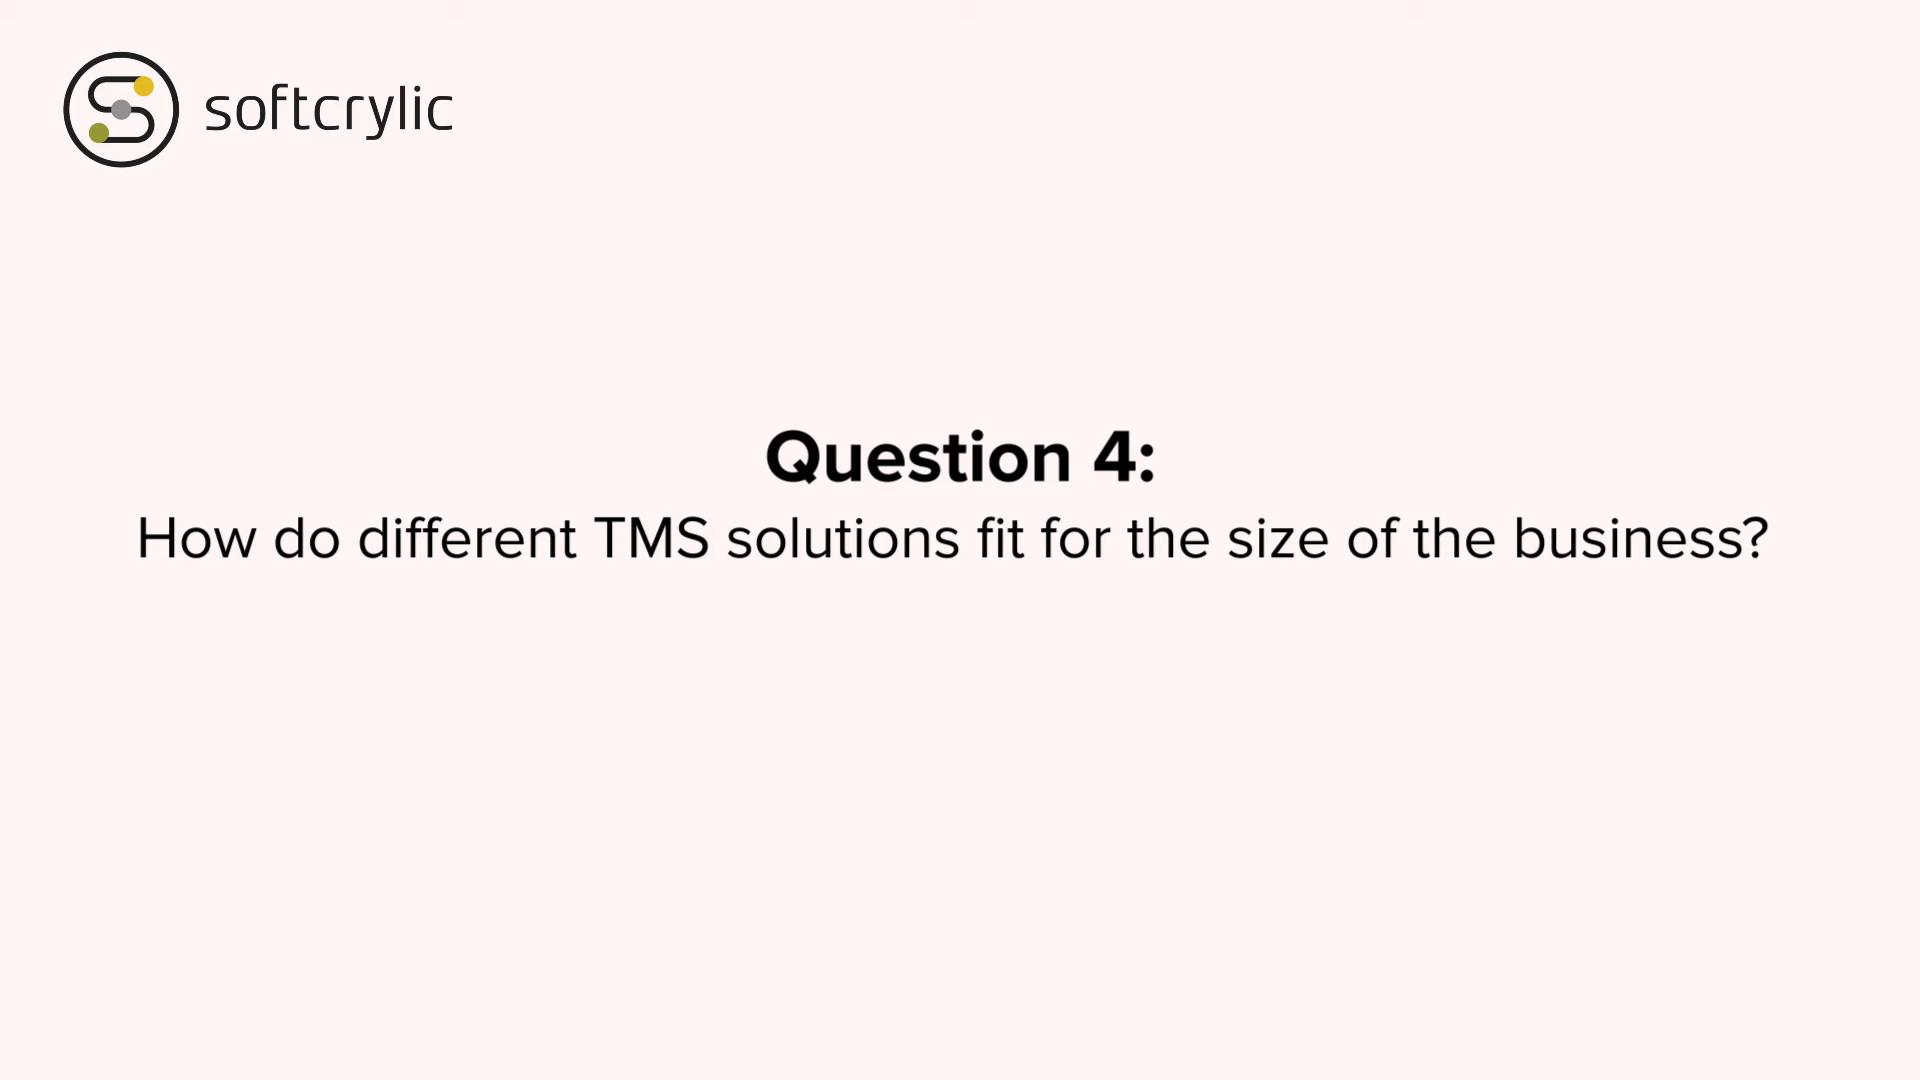 softcrylic
Question 4:
How do different TMS solutions fit for the size of the business?